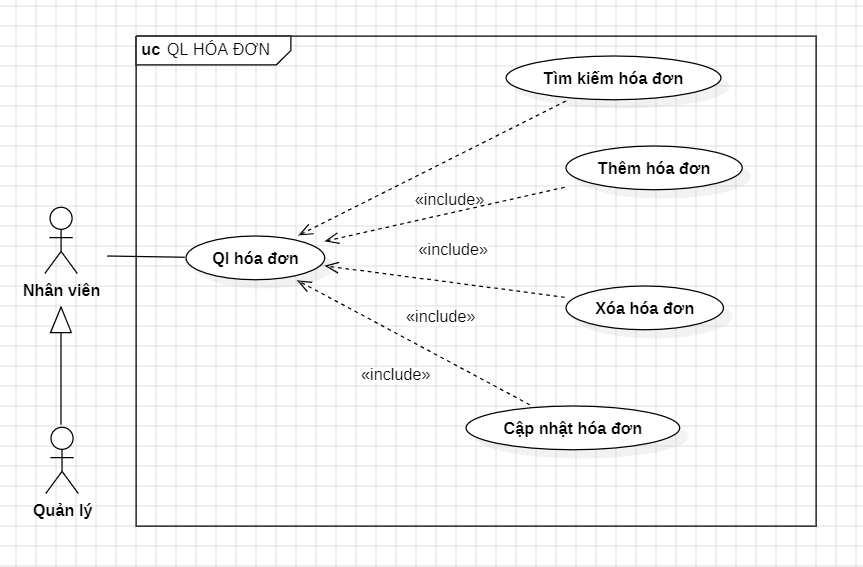 uc QL HÓA ĐƠN
Tìm kiếm hóa đơn
Thêm hóa đơn
«include»
«include»
Ql hóa đơn
Nhân viên
Xóa hóa đơn
«include»
«include»
Cập nhật hóa đơn
Quản lý